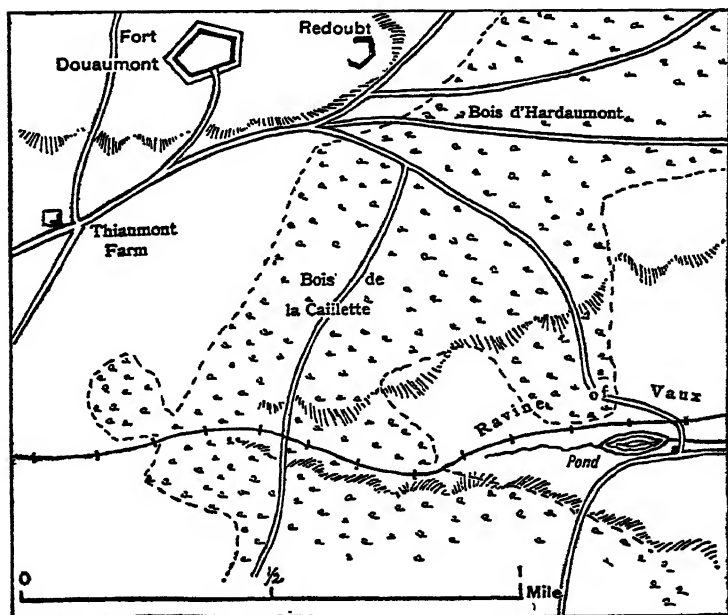 Fort
Douaumont
Redoubt
Bois d'Hardaumont
Thiaumont
Farm
Bois de
la Caillette
Ravine of Vaux
Pond
0 ½ 1
Mile